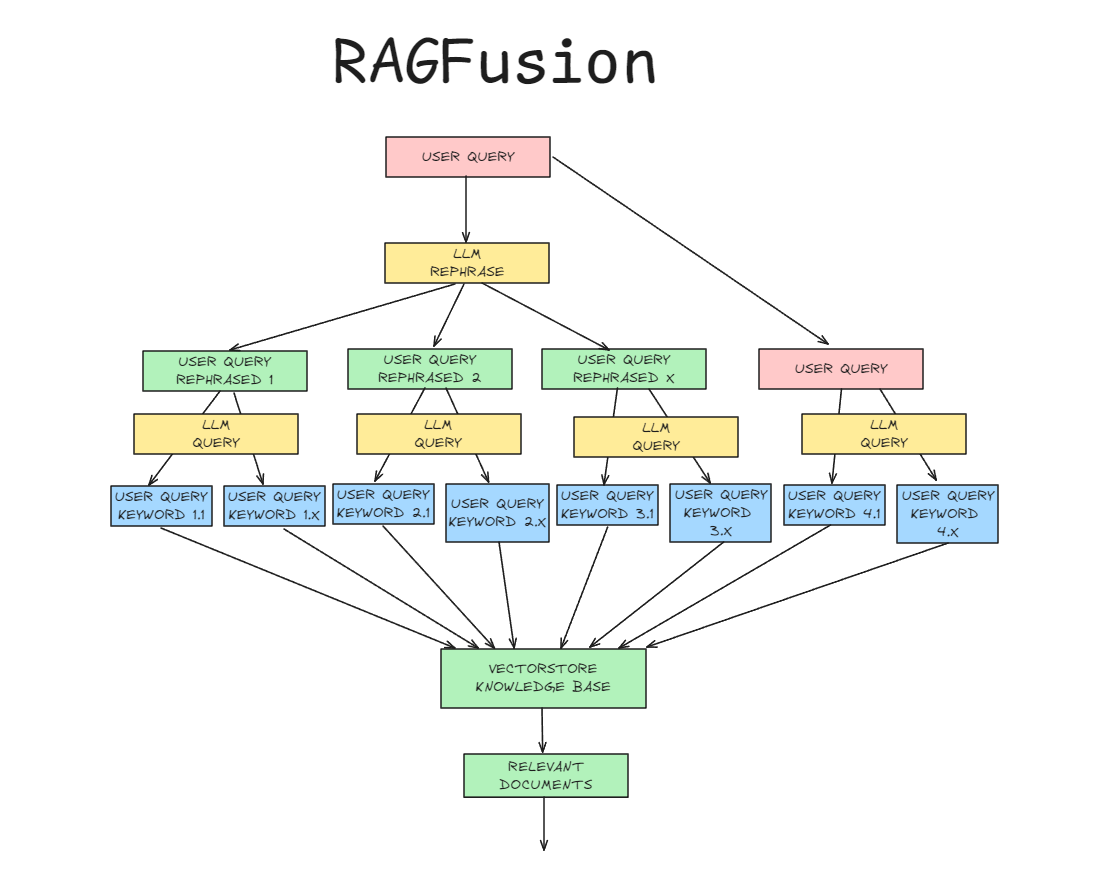 RAGFusion
USER QUERY
LLM
REPHRASE
USER QUERY
REPHRASED 1
USER QUERY
REPHRASED 2
USER QUERY
REPHRASED X
USER QUERY
LLM
QUERY
LLM
QUERY
LLM
QUERY
LLM
QUERY
USER QUERY
KEYWORD 1.1
USER QUERY
KEYWORD 1.X
USER QUERY
KEYWORD 2.1
USER QUERY
KEYWORD 2.X
USER QUERY
KEYWORD 3.1
USER QUERY
KEYWORD
3.X
USER QUERY
KEYWORD 4.1
USER QUERY
KEYWORD
4.X
VECTORSTORE
KNOWLEDGE BASE
RELEVANT
DOCUMENTS